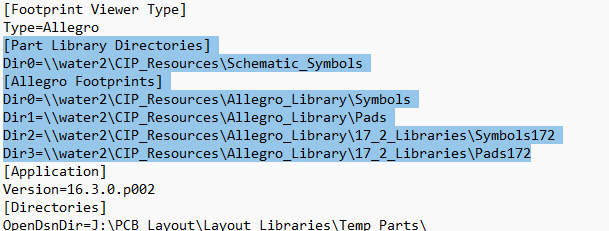 [Footprint Viewer Type]
Type=Allegro
[Part Library Directories]
Dir0=\\water2\CIP_Resources\Schematic_Symbols
[Allegro Footprints]
Dir0=\\water2\CIP_Resources\Allegro_Library\Symbols
Dir1=\\water2\CIP_Resources\Allegro_Library\Pads
Dir2=\\water2\CIP_Resources\Allegro_Library\17_2_Libraries\Symbols172
Dir3=\\water2\CIP_Resources\Allegro_Library\17_2_Libraries\Pads172
[Application]
Version=16.3.0.p002
[Directories]
OpenDsnDir=J:\PCB Layout\Layout Libraries\Temp Parts\